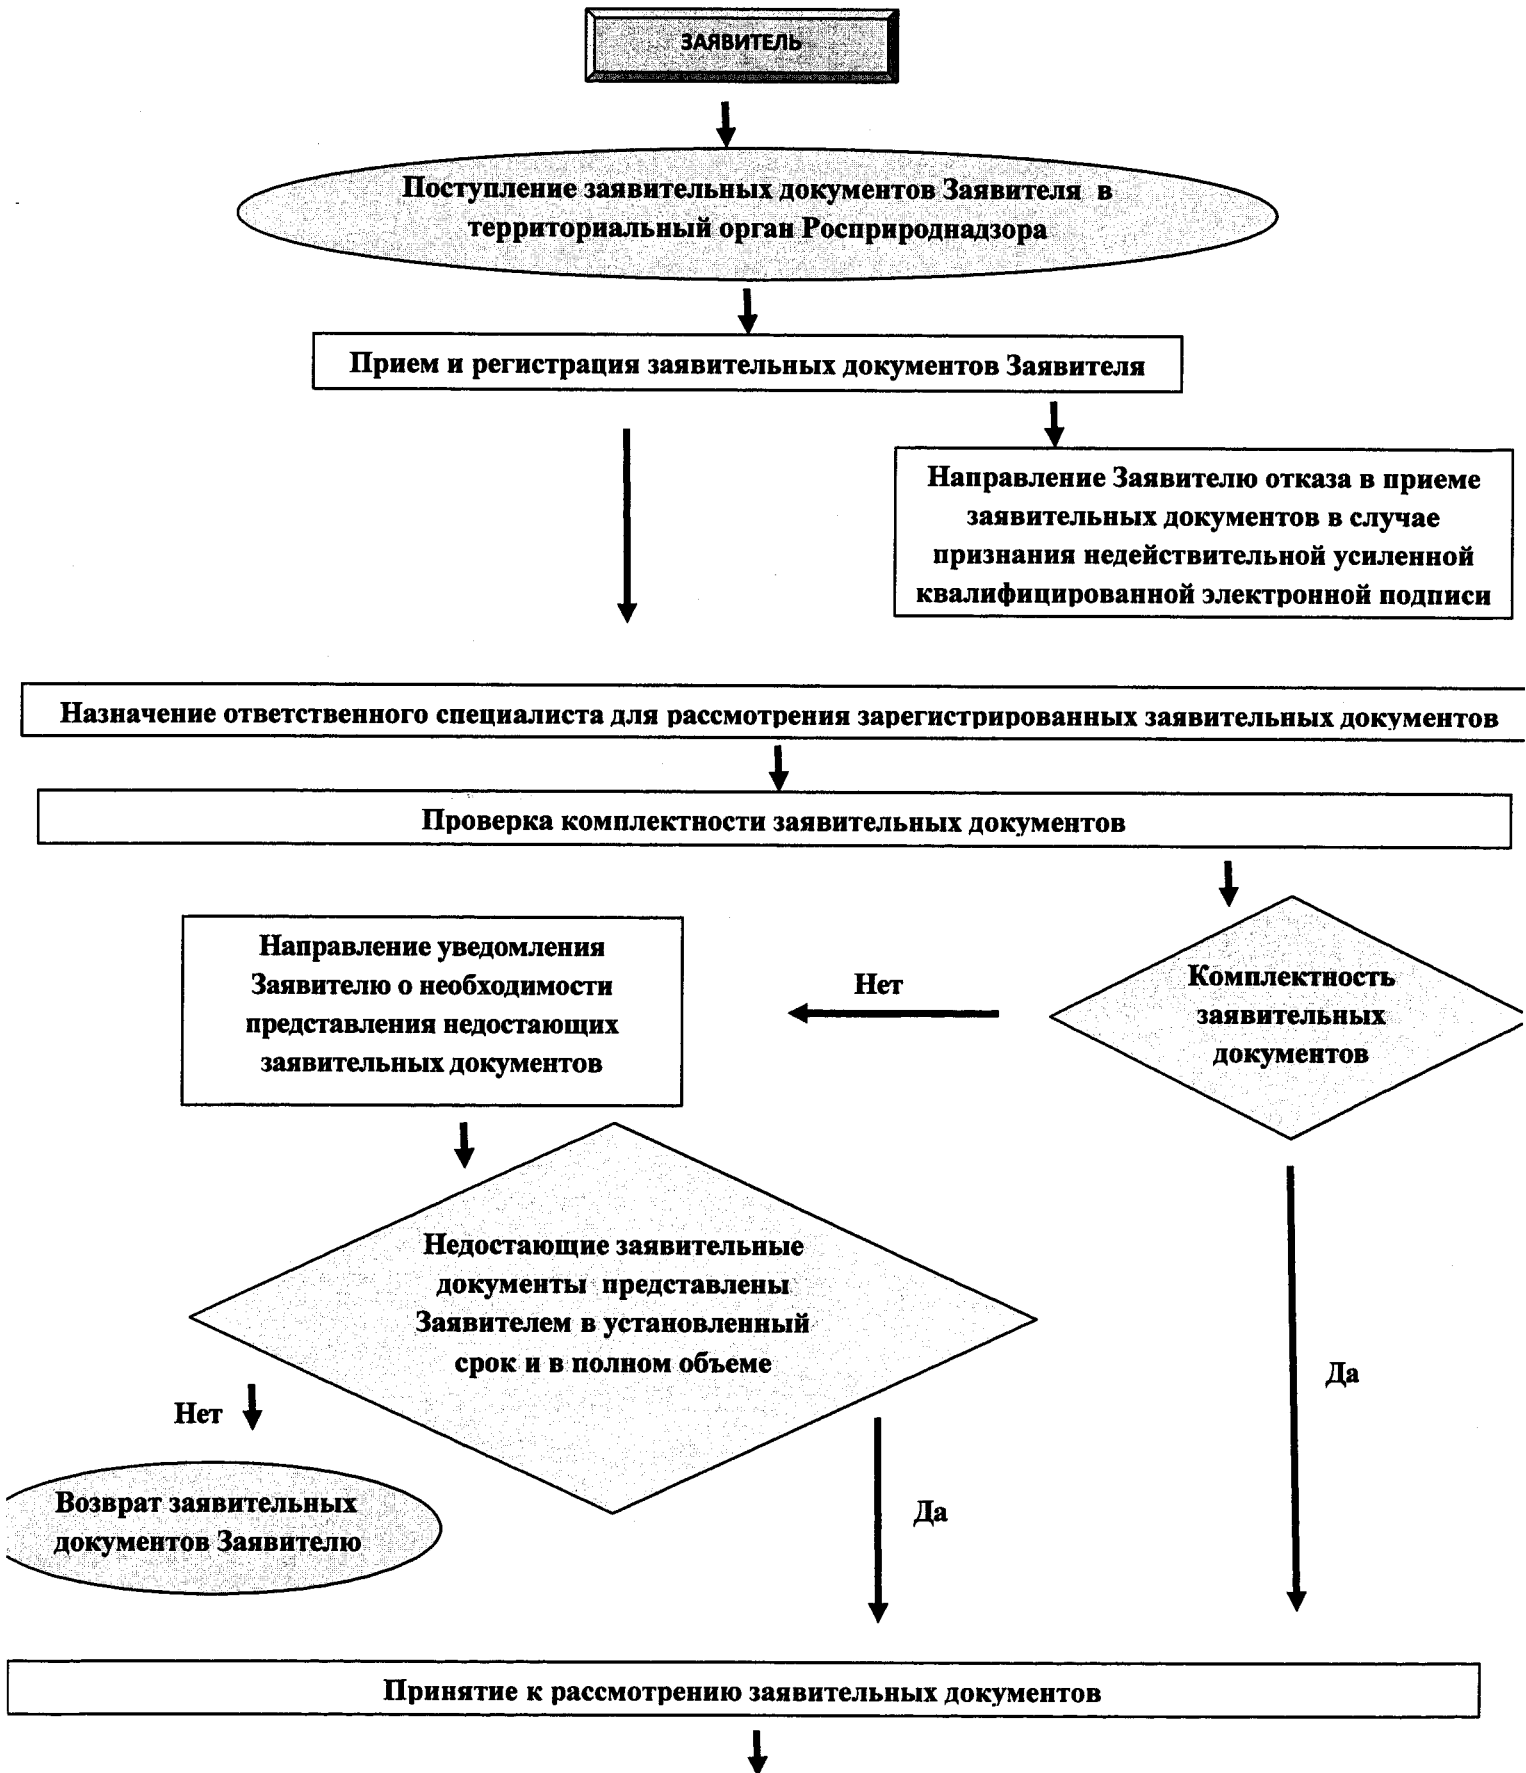 ЗАЯВИТЕЛЬ
Поступление заявительных документов Заявителя в
территориальный орган Росприроднадзора
Прием и регистрация заявительных документов Заявителя
Направление Заявителю отказа в приеме
заявительных документов в случае
признания недействительной усиленной
квалифицированной электронной подписи
Назначение ответственного специалиста для рассмотрения зарегистрированных заявительных документов
Проверка комплектности заявительных документов
Направление уведомления
Заявителю о необходимости
представления недостающих
заявительных документов
Нет
Комплектность
заявительных
документов
Недостающие заявительные
документы представлены
Заявителем в установленный
срок и в полном объеме
Да
Нет
Возврат заявительных
документов Заявителю
Да
Принятие к рассмотрению заявительных документов